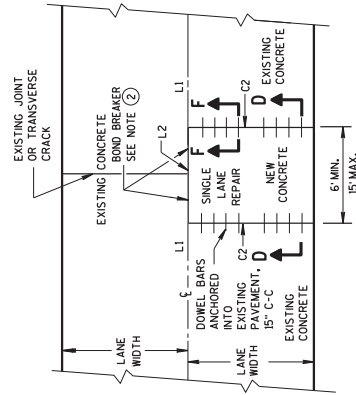 EXISTING JOINT
OR TRANSVERSE
CRACK
EXISTING CONCRETE
BOND BREAKER
SEE NOTE 2
LANE
WIDTH
L1
L2
L1
℄
DOWEL BARS
ANCHORED
INTO
EXISTING
PAVEMENT,
15" C-C
SINGLE
LANE
REPAIR
F
F
LANE
WIDTH
C2
C2
D
D
EXISTING
CONCRETE
NEW
CONCRETE
EXISTING
CONCRETE
6' MIN.
15' MAX.